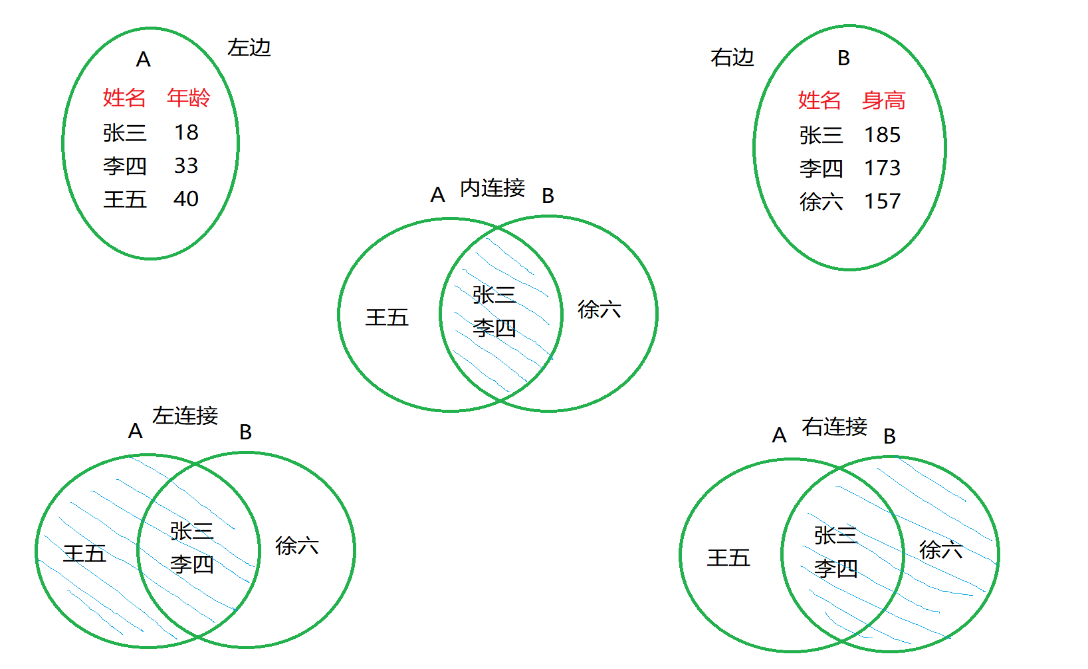 A
左边
姓名 年龄
张三 18
李四 33
王五 40
右边
B
姓名 身高
张三 185
李四 173
徐六 157
A 内连接 B
王五
张三
李四
徐六
左连接
A
B
王五
张三
李四
徐六
A 右连接 B
王五
张三
李四
徐六